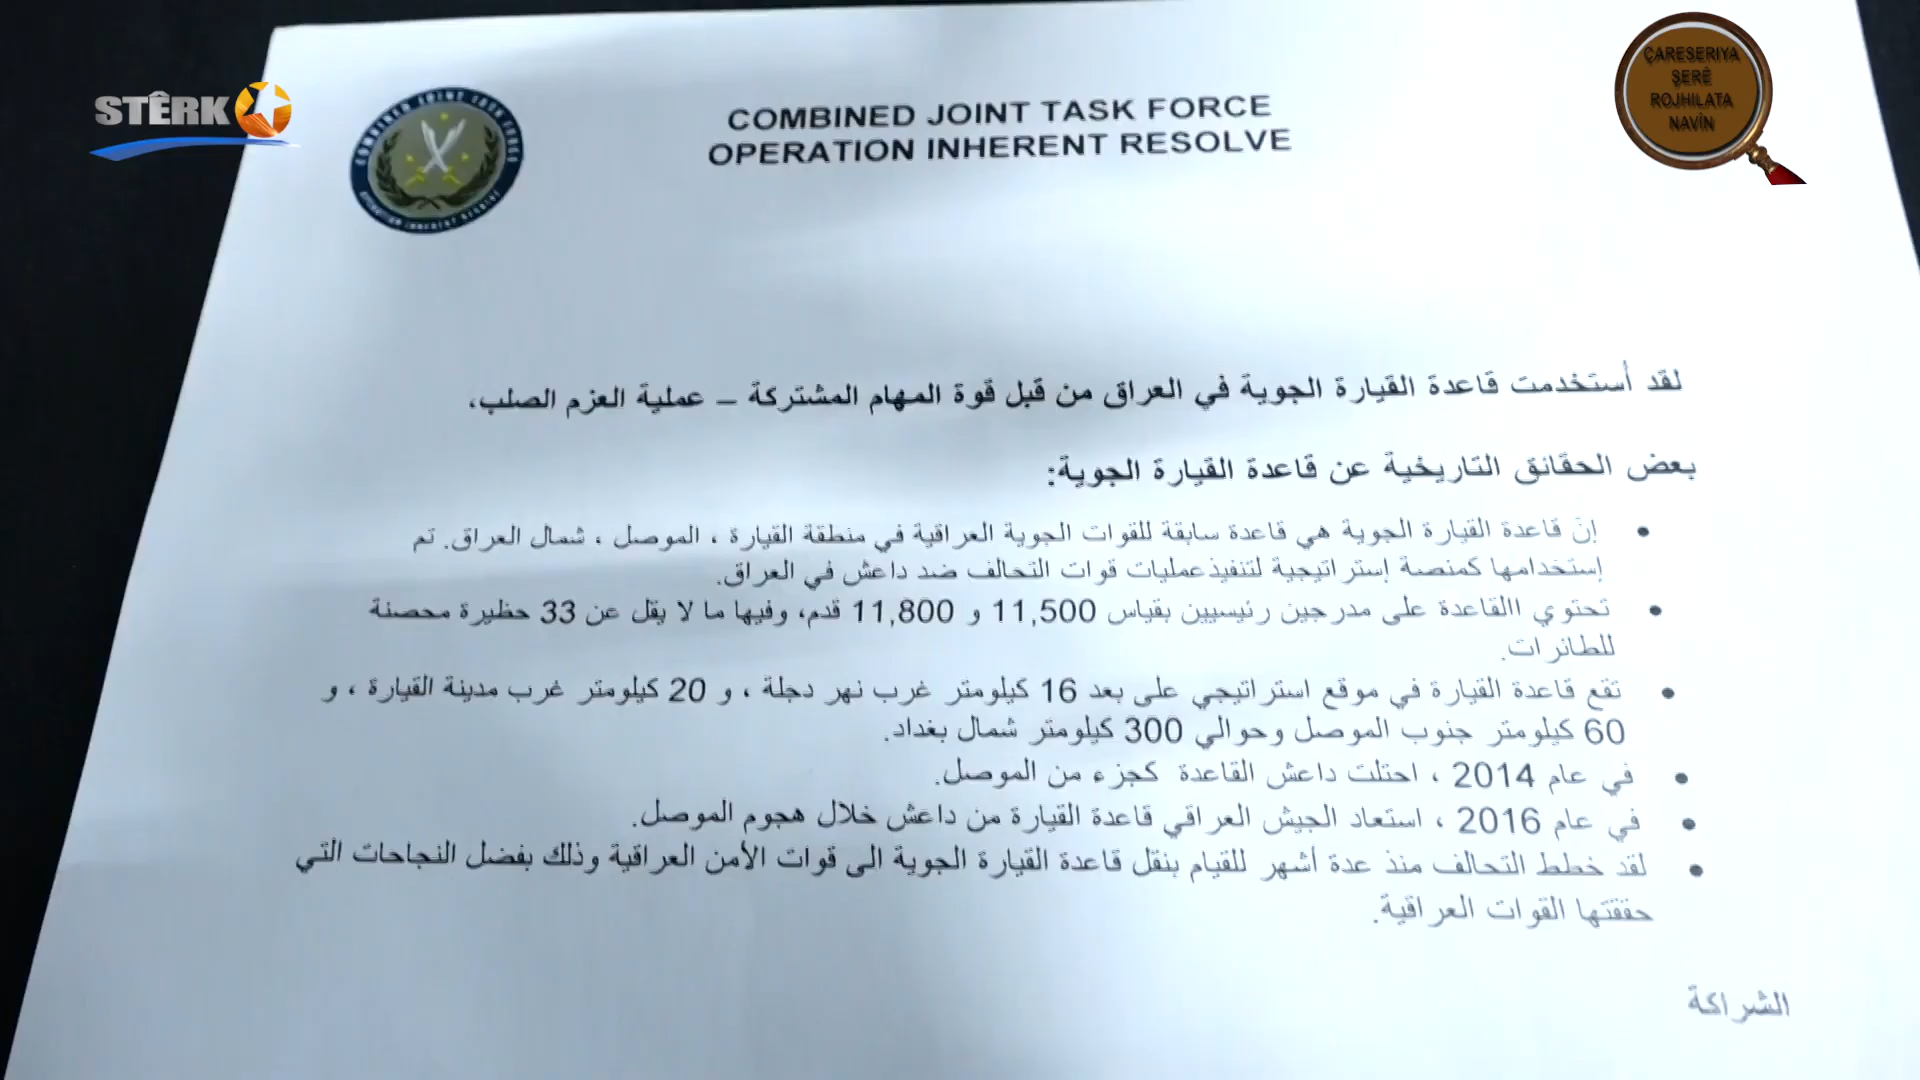 STÊRK
COMBINED JOINT TASK FORCE
OPERATION INHERENT RESOLVE
ÇARESERIYA
ŞERÊ
ROJHILATA
NAVÎN
COMBINED JOINT TASK FORCE
OPERATION INHERENT RESOLVE
لقد أستخدمت قاعدة القيارة الجوية في العراق من قبل قوة المهام المشتركة – عملية العزم الصلب،
بعض الحقائق التاريخية عن قاعدة القيارة الجوية:
• إنّ قاعدة القيارة الجوية هي قاعدة سابقة للقوات الجوية العراقية في منطقة القيارة ، الموصل ، شمال العراق. تم
إستخدامها كمنصة إستراتيجية لتنفيذعمليات قوات التحالف ضد داعش في العراق.
• تحتوي االقاعدة على مدرجين رئيسيين بقياس 11,500 و 11,800 قدم، وفيها ما لا يقل عن 33 حظيرة محصنة
للطائرات.
• تقع قاعدة القيارة في موقع استراتيجي على بعد 16 كيلومتر غرب نهر دجلة ، و 20 كيلومتر غرب مدينة القيارة ، و
60 كيلومتر جنوب الموصل وحوالي 300 كيلومتر شمال بغداد.
• في عام 2014 ، احتلت داعش القاعدة كجزء من الموصل.
• في عام 2016 ، استعاد الجيش العراقي قاعدة القيارة من داعش خلال هجوم الموصل.
• لقد خطط التحالف منذ عدة أشهر للقيام بنقل قاعدة القيارة الجوية الى قوات الأمن العراقية وذلك بفضل النجاحات التي
حققتها القوات العراقية.
الشراكة